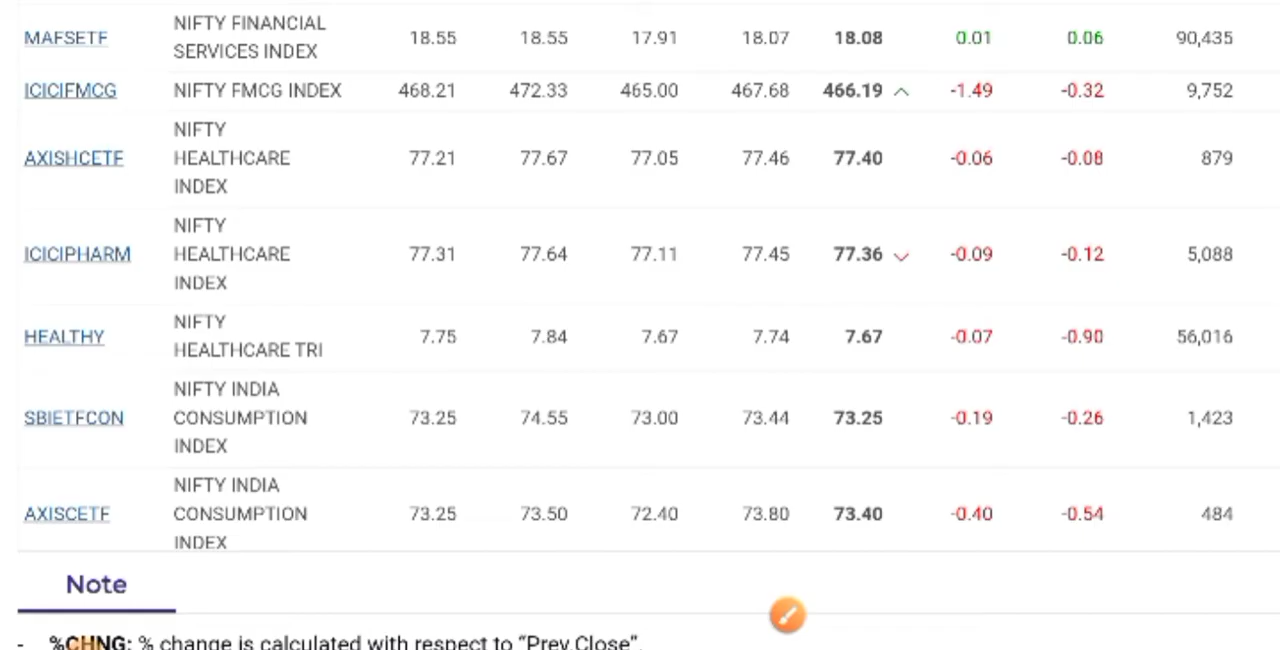 MAFSETF NIFTY FINANCIAL SERVICES INDEX 18.55 18.55 17.91 18.07 18.08 0.01 0.06 90,435
ICICIFMCG NIFTY FMCG INDEX 468.21 472.33 465.00 467.68 466.19 -1.49 -0.32 9,752
AXISHCETF NIFTY HEALTHCARE INDEX 77.21 77.67 77.05 77.46 77.40 -0.06 -0.08 879
ICICIPHARM NIFTY HEALTHCARE INDEX 77.31 77.64 77.11 77.45 77.36 -0.09 -0.12 5,088
HEALTHY NIFTY HEALTHCARE TRI 7.75 7.84 7.67 7.74 7.67 -0.07 -0.90 56,016
SBIETFCON NIFTY INDIA CONSUMPTION INDEX 73.25 74.55 73.00 73.44 73.25 -0.19 -0.26 1,423
AXISCETF NIFTY INDIA CONSUMPTION INDEX 73.25 73.50 72.40 73.80 73.40 -0.40 -0.54 484
Note
- %CHNG: % change is calculated with respect to “Prev.Close”.